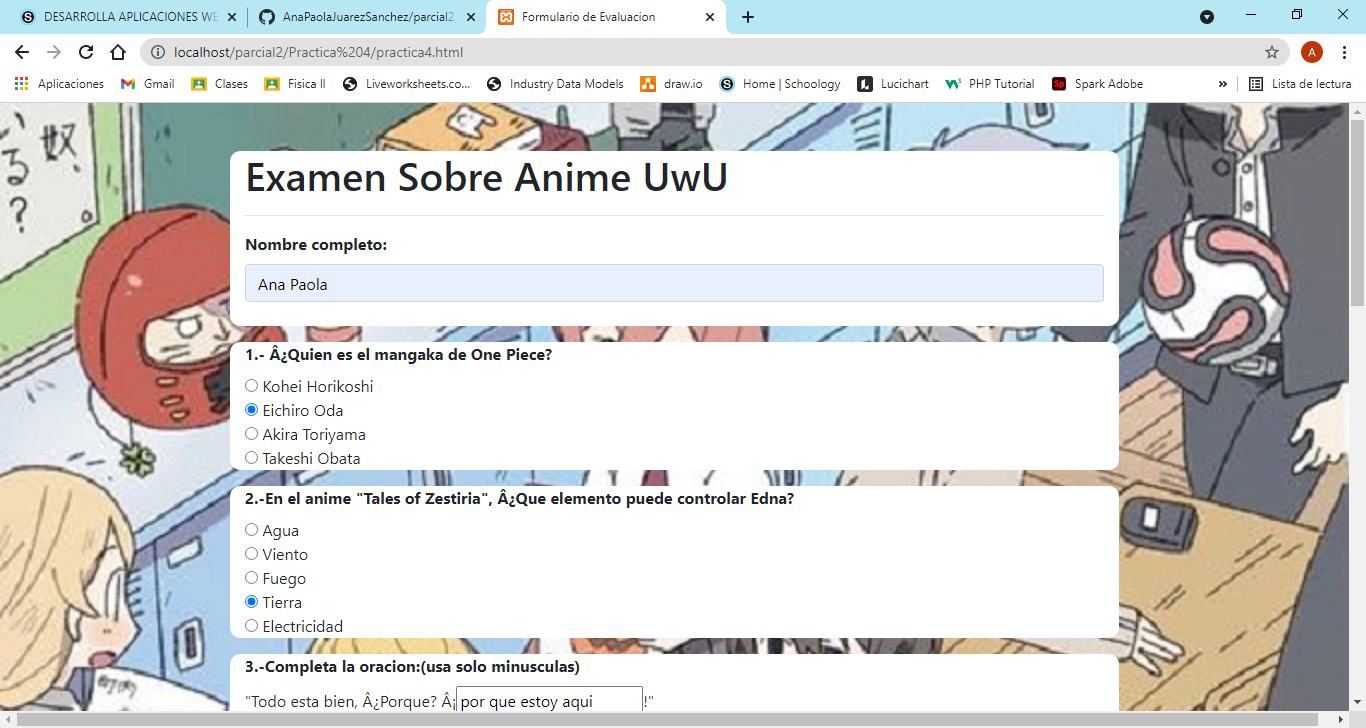 DESARROLLA APLICACIONES WE
AnaPaolaJuarezSanchez/parcial2_
Formulario de Evaluacion
localhost/parcial2/Practica%204/practica4.html
A
Aplicaciones
Gmail
Clases
Fisica II
Liveworksheets.co...
Industry Data Models
draw.io
Home | Schoology
Lucichart
PHP Tutorial
Spark Adobe
»
Lista de lectura
奴
る。
?
Examen Sobre Anime UwU
Nombre completo:
Ana Paola
1.- Â¿Quien es el mangaka de One Piece?
Kohei Horikoshi
Eichiro Oda
Akira Toriyama
Takeshi Obata
2.-En el anime "Tales of Zestiria", Â¿Que elemento puede controlar Edna?
Agua
Viento
Fuego
Tierra
Electricidad
3.-Completa la oracion:(usa solo minusculas)
"Todo esta bien, Â¿Porque? Â¡por que estoy aqui!"